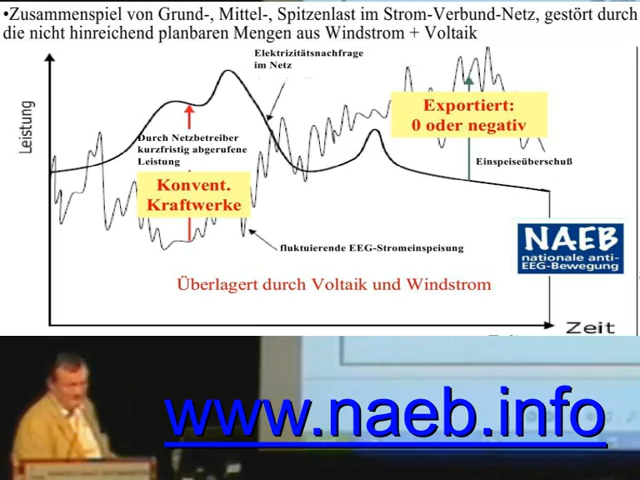 •Zusammenspiel von Grund-, Mittel-, Spitzenlast im Strom-Verbund-Netz, gestört durch
die nicht hinreichend planbaren Mengen aus Windstrom + Voltaik
Elektrizitätsnachfrage
im Netz
Leistung
Exportiert:
0 oder negativ
Durch Netzbetreiber
kurzfristig abgerufene
Leistung
Einspeiseüberschuß
Konvent.
Kraftwerke
NAEB
nationale anti-
EEG-Bewegung
fluktuierende EEG-Stromeinspeisung
Überlagert durch Voltaik und Windstrom
Zeit
www.naeb.info